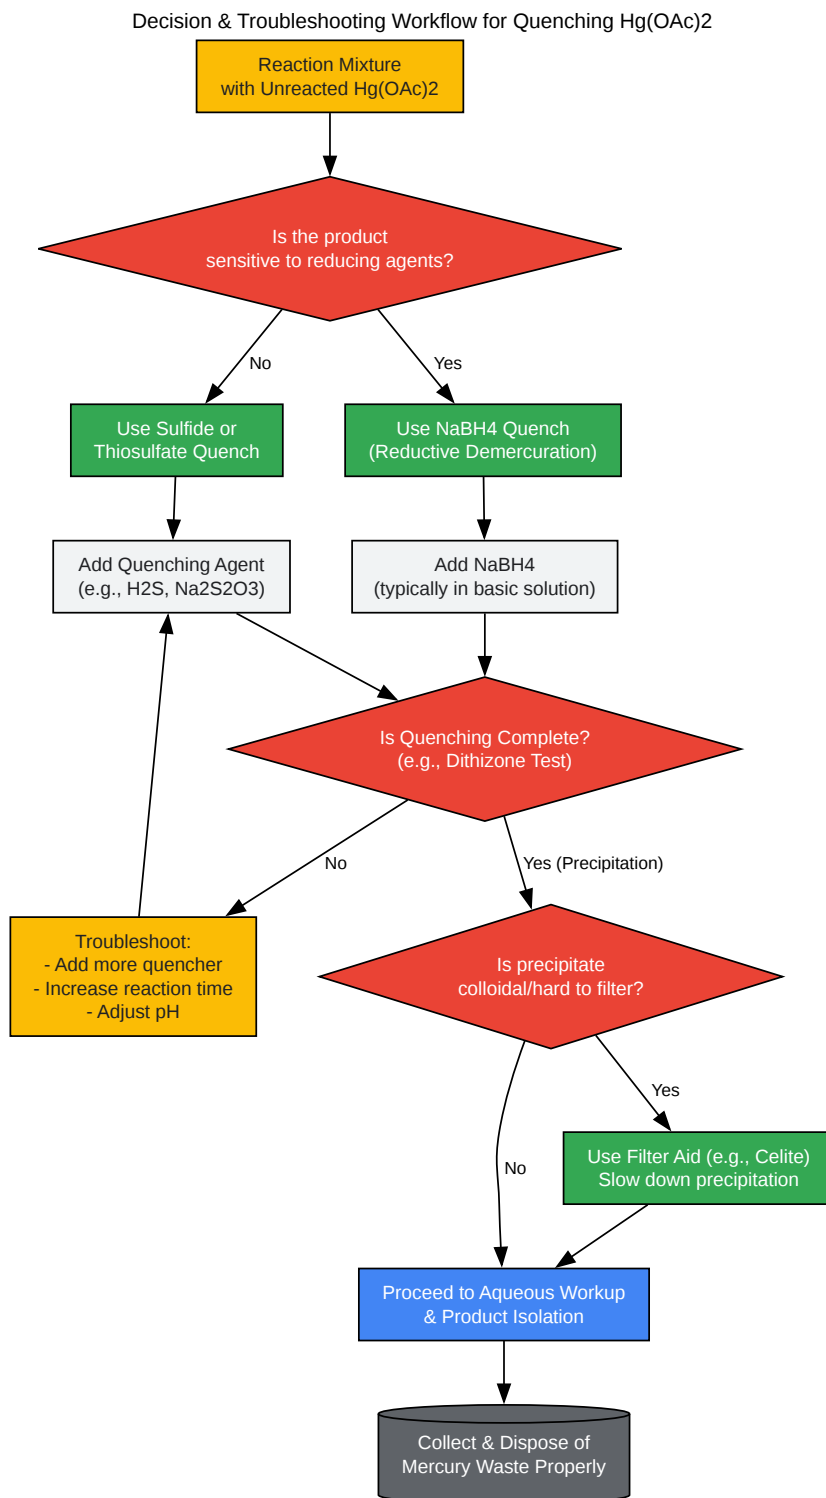 Decision & Troubleshooting Workflow for Quenching Hg(OAc)2
Reaction Mixture
with Unreacted Hg(OAc)2
Is the product
sensitive to reducing agents?
No
Yes
Use Sulfide or
Thiosulfate Quench
Use NaBH4 Quench
(Reductive Demercuration)
Add Quenching Agent
(e.g., H2S, Na2S2O3)
Add NaBH4
(typically in basic solution)
Is Quenching Complete?
(e.g., Dithizone Test)
No
Yes (Precipitation)
Troubleshoot:
- Add more quencher
- Increase reaction time
- Adjust pH
Is precipitate
colloidal/hard to filter?
Yes
No
Use Filter Aid (e.g., Celite)
Slow down precipitation
Proceed to Aqueous Workup
& Product Isolation
Collect & Dispose of
Mercury Waste Properly